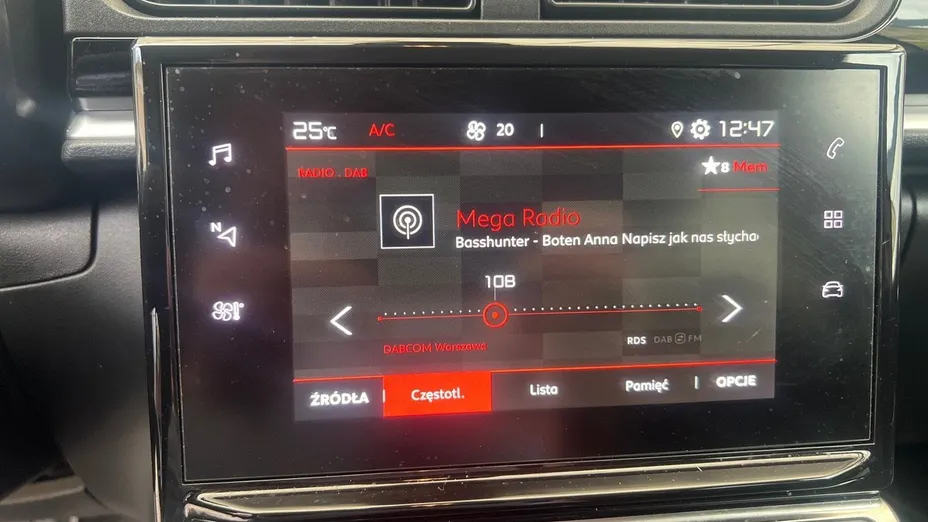 25°C A/C 20 | 12:47
RADIO . DAB
8 Mem
Mega Radio
Basshunter - Boten Anna Napisz jak nas słycha
N
10B
DABCOM Warszawa
RDS DAB FM
ŹRÓDŁA | Częstotl. Lista Pamięć | OPCJE